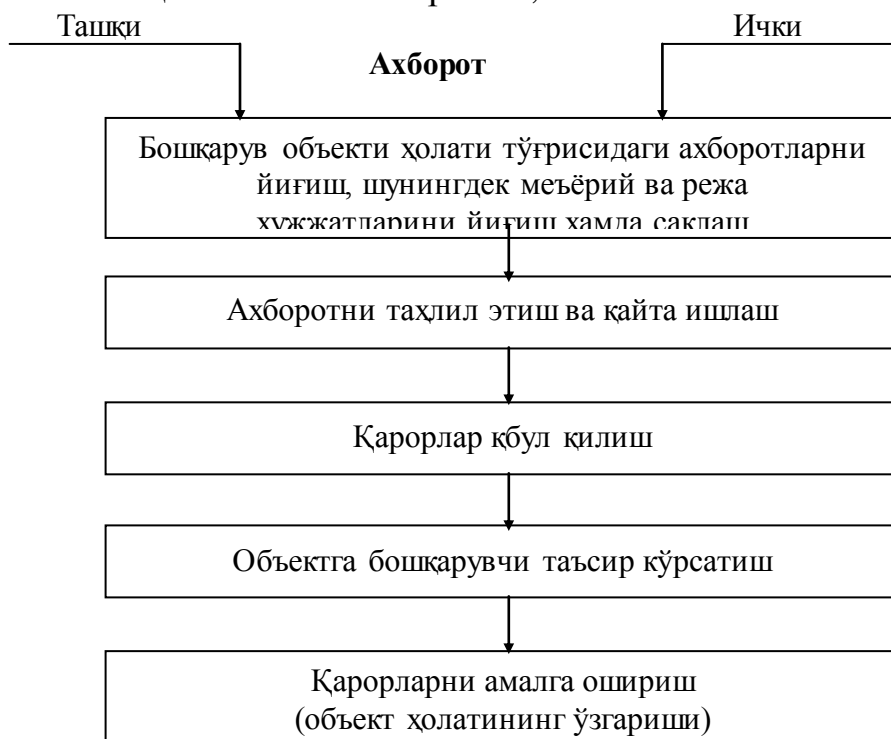 Ташқи Ички
Ахборот
Бошқарув объекти ҳолати тўғрисидаги ахборотларни
йиғиш, шунингдек меъёрий ва режа
ҳужжатларини йиғиш ҳамда сақлаш
Ахборотни таҳлил этиш ва қайта ишлаш
Қарорлар қбул қилиш
Объектга бошқарувчи таъсир кўрсатиш
Қарорларни амалга ошириш
(объект ҳолатининг ўзгариши)